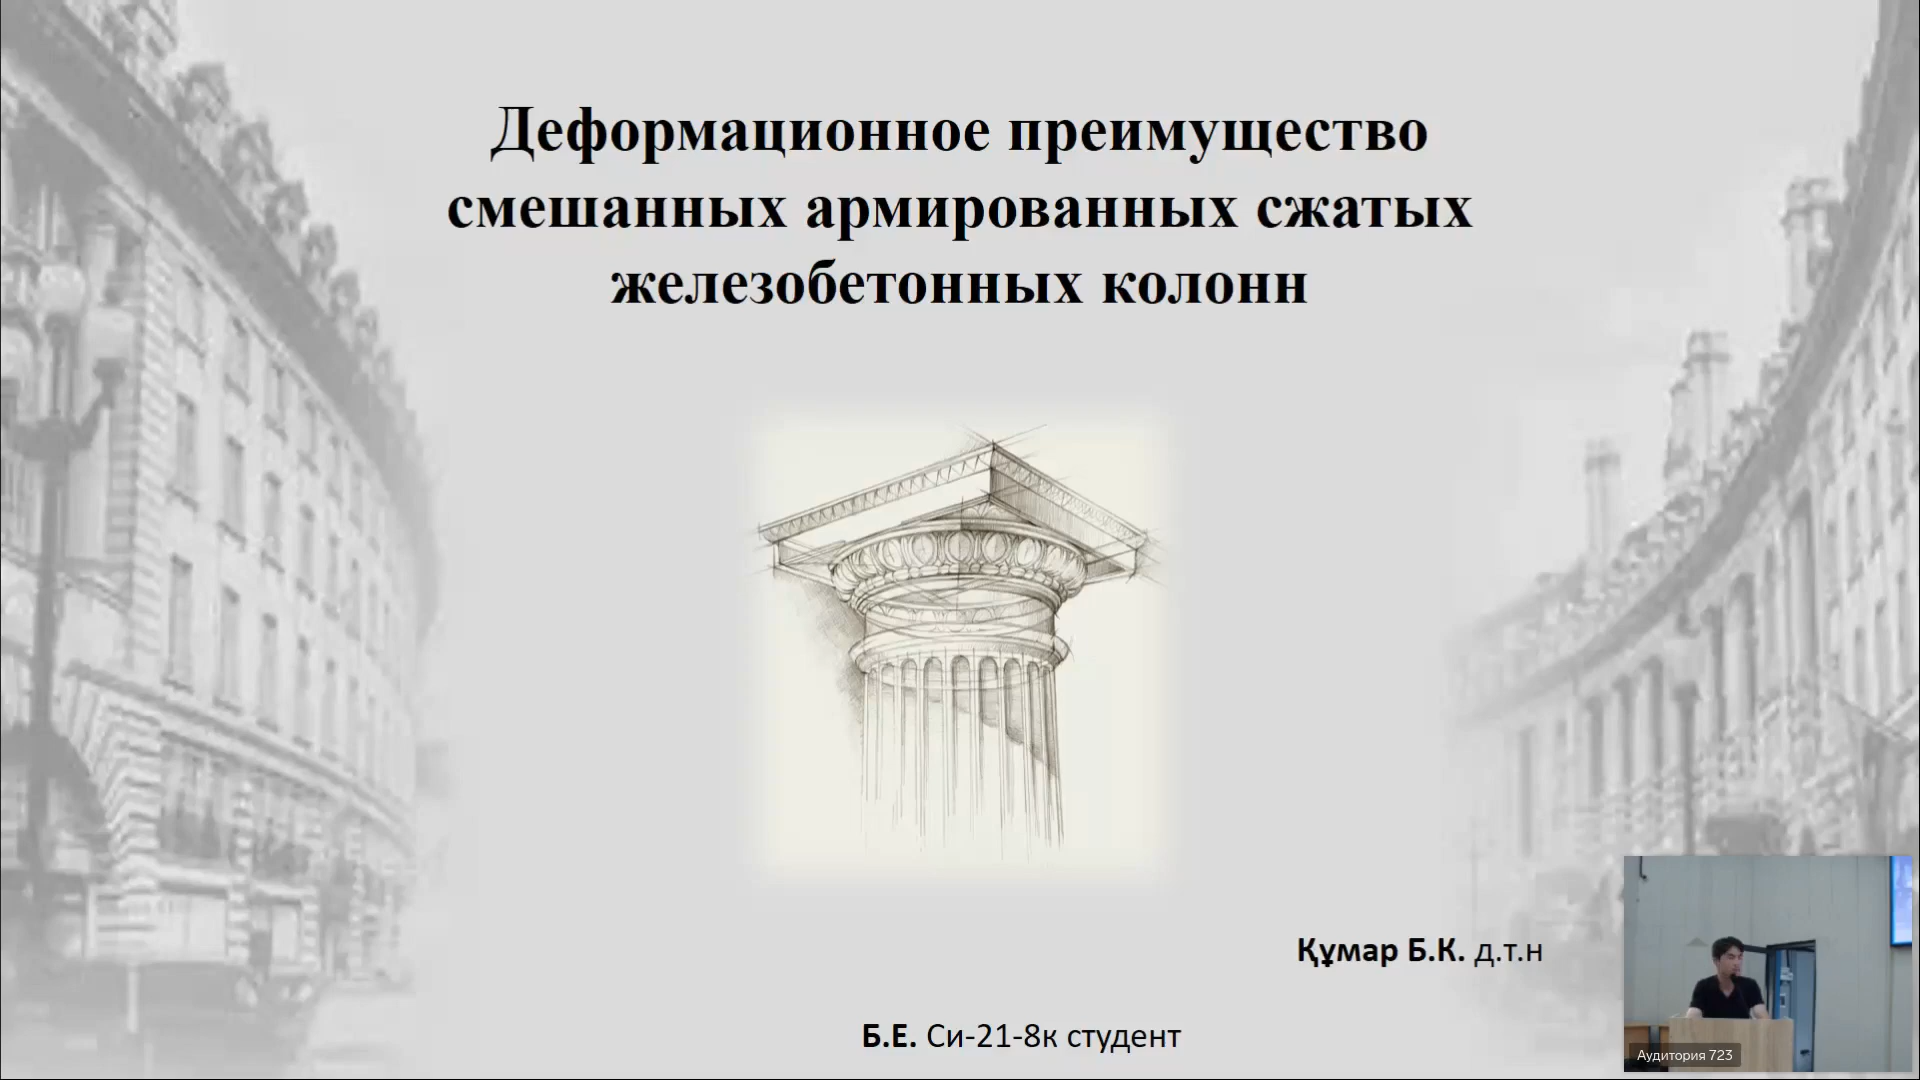 Деформационное преимущество
смешанных армированных сжатых
железобетонных колонн
Құмар Б.К. д.т.н
Б.Е. Си-21-8к студент
Аудитория 723